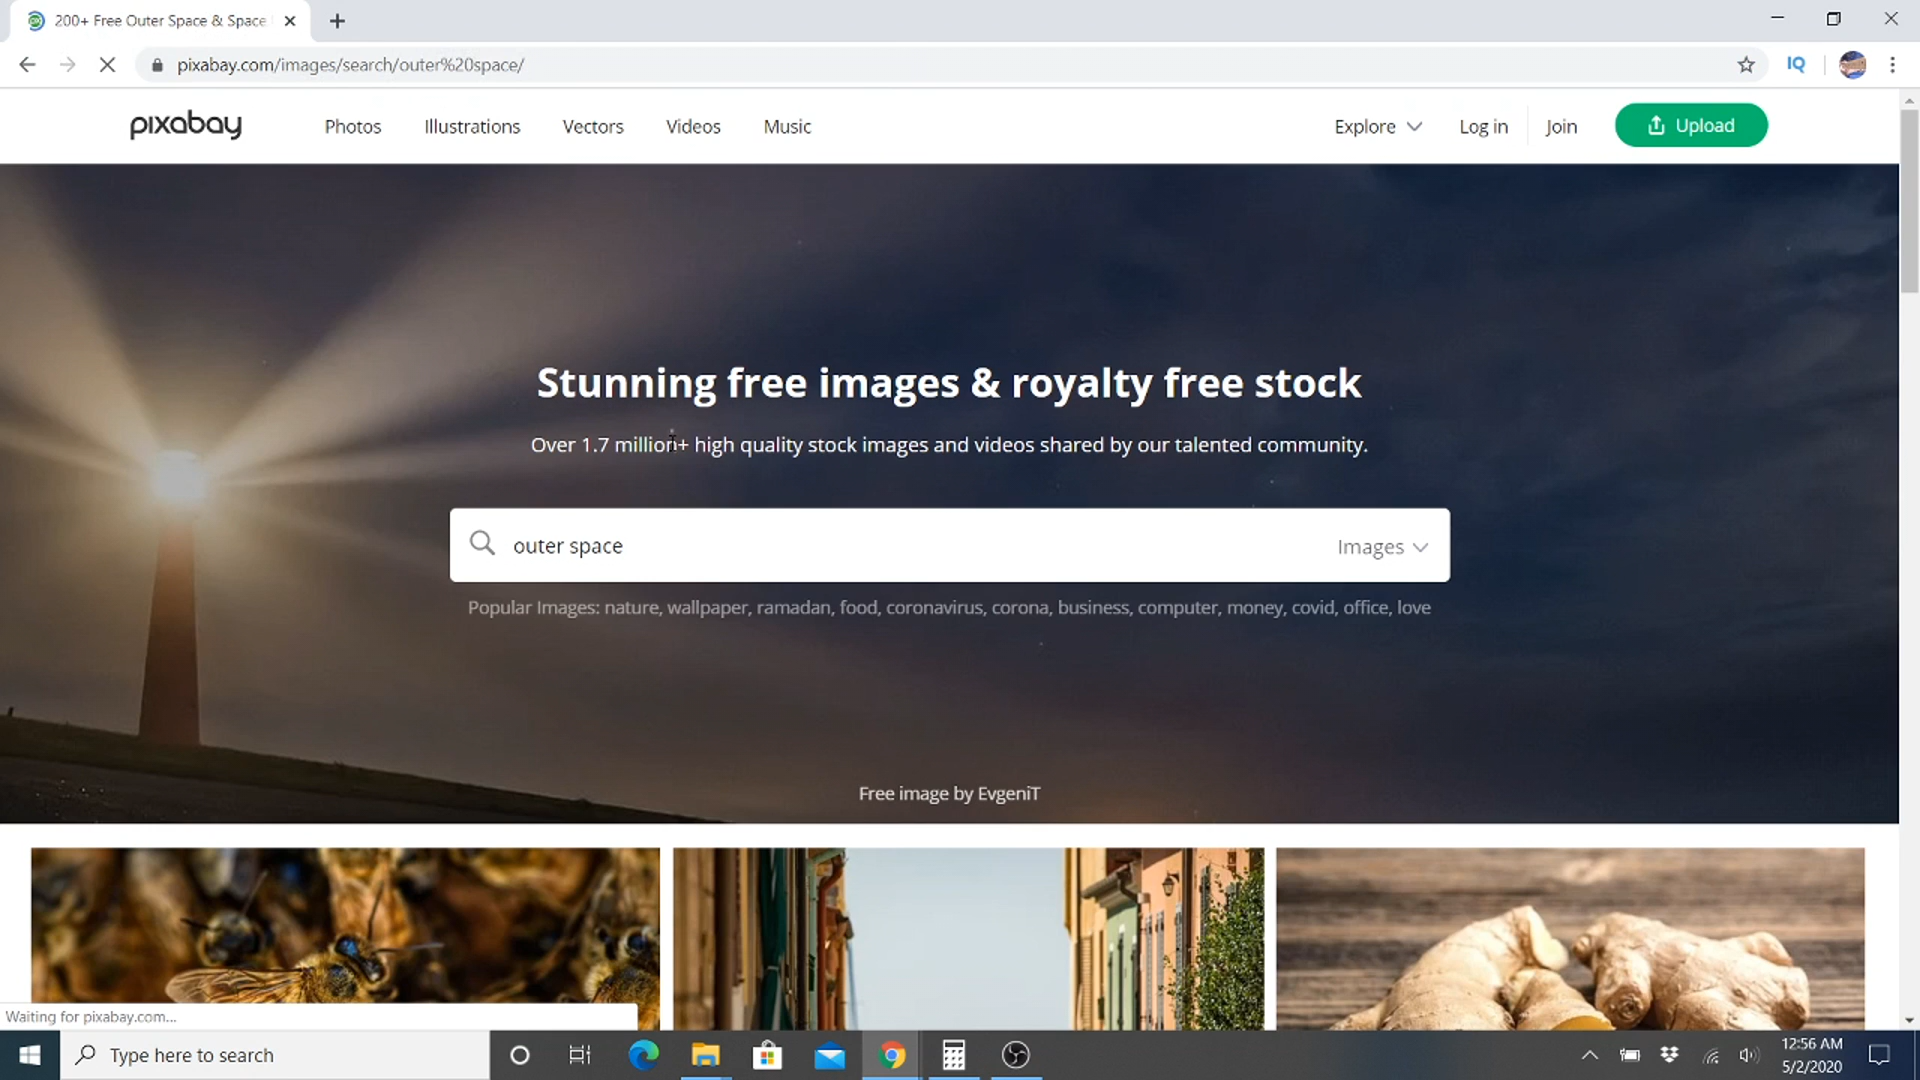 200+ Free Outer Space & Space
pixabay.com/images/search/outer%20space/
IQ
pixabay
Photos
Illustrations
Vectors
Videos
Music
Explore
Log in
Join
Upload
Stunning free images & royalty free stock
Over 1.7 million+ high quality stock images and videos shared by our talented community.
outer space
Images
Popular Images: nature, wallpaper, ramadan, food, coronavirus, corona, business, computer, money, covid, office, love
Free image by EvgeniT
Waiting for pixabay.com...
Type here to search
12:56 AM
5/2/2020